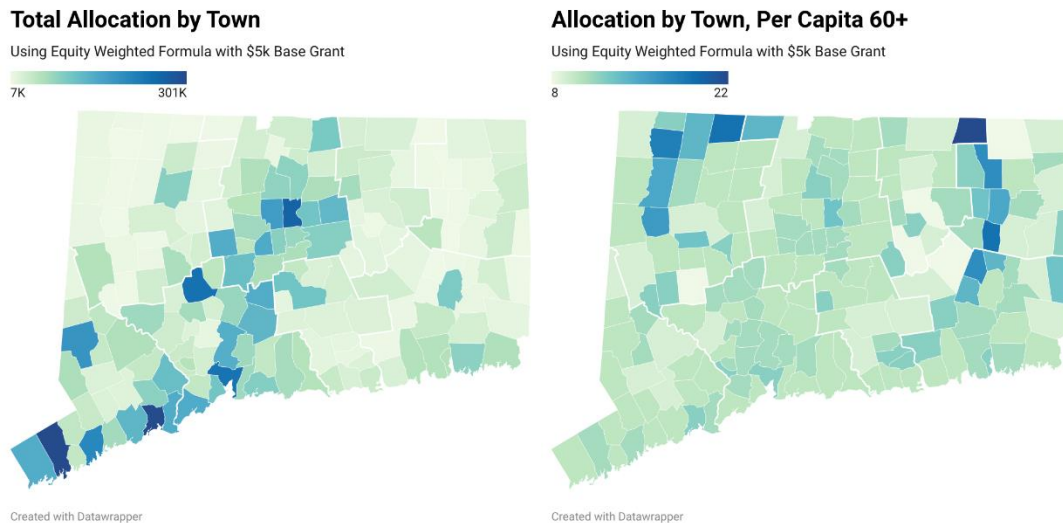 Total Allocation by Town
Using Equity Weighted Formula with $5k Base Grant
7K 301K
Created with Datawrapper
Allocation by Town, Per Capita 60+
Using Equity Weighted Formula with $5k Base Grant
8 22
Created with Datawrapper